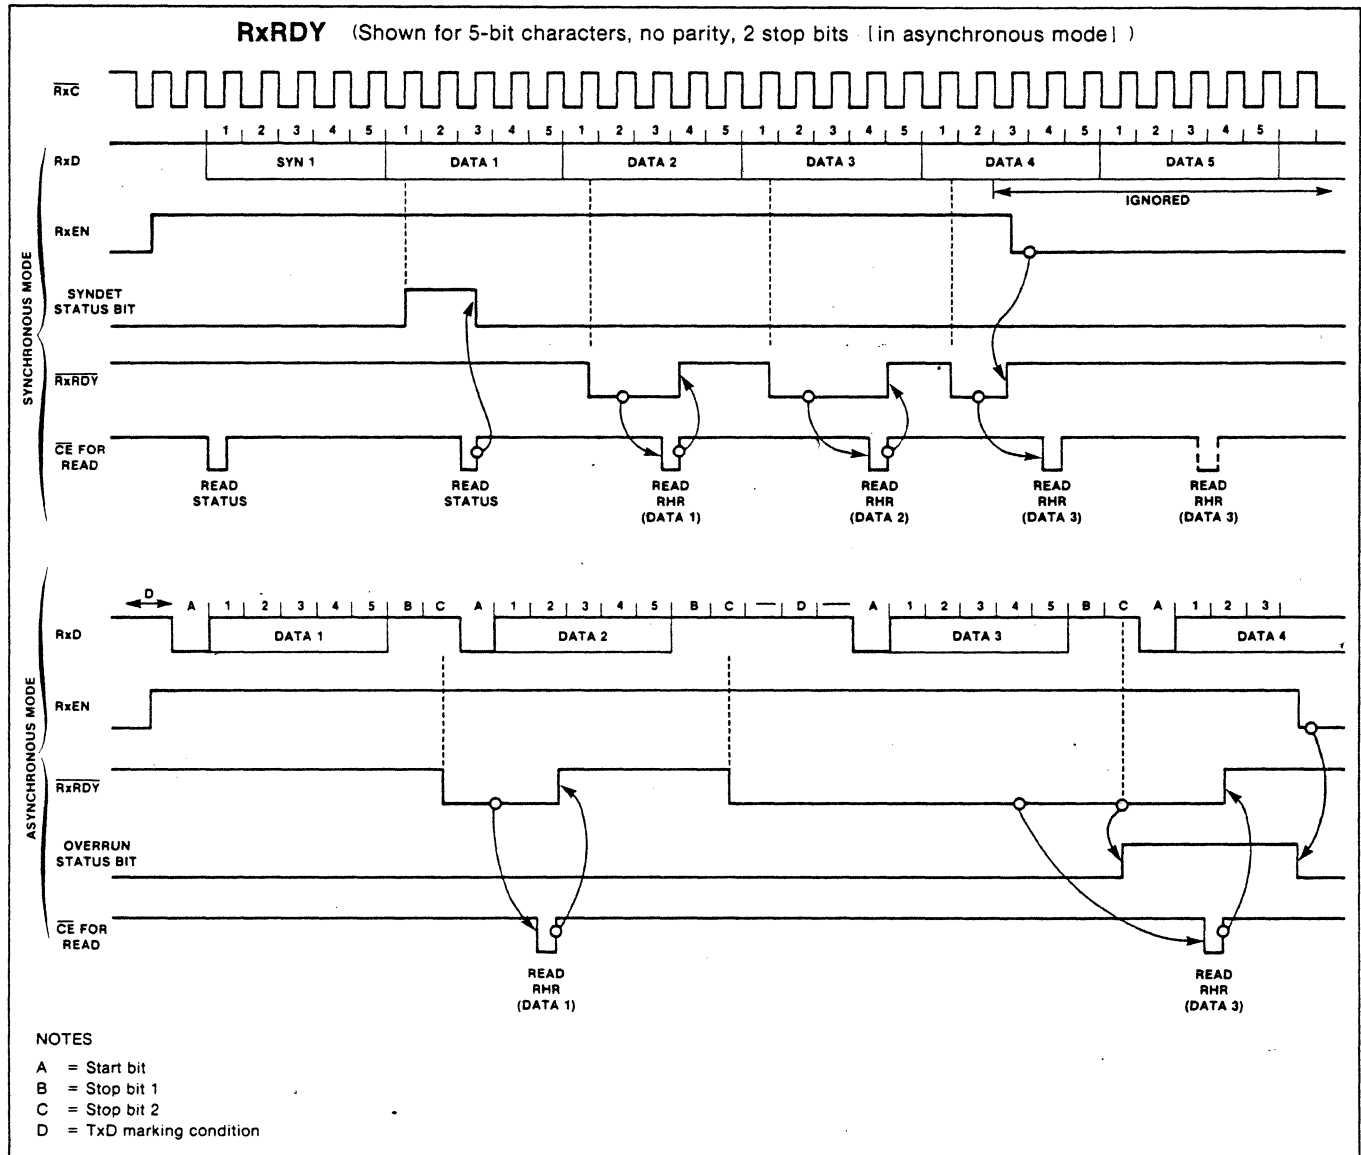 RxRDY (Shown for 5-bit characters, no parity, 2 stop bits [in asynchronous mode] )
RxC
1 2 3 4 5 1 2 3 4 5 1 2 3 4 5 1 2 3 4 5 1 2 3 4 5 1 2 3 4 5
RxD SYN 1 DATA 1 DATA 2 DATA 3 DATA 4 DATA 5
IGNORED
RxEN
SYNCHRONOUS MODE
SYNDET
STATUS BIT
RxRDY
CE FOR
READ
READ STATUS
READ STATUS
READ RHR (DATA 1)
READ RHR (DATA 2)
READ RHR (DATA 3)
READ RHR (DATA 3)
D A 1 2 3 4 5 B C A 1 2 3 4 5 B C D A 1 2 3 4 5 B C A 1 2 3
RxD DATA 1 DATA 2 DATA 3 DATA 4
RxEN
ASYNCHRONOUS MODE
RxRDY
OVERRUN
STATUS BIT
CE FOR
READ
READ RHR (DATA 1)
READ RHR (DATA 3)
NOTES
A = Start bit
B = Stop bit 1
C = Stop bit 2
D = TxD marking condition